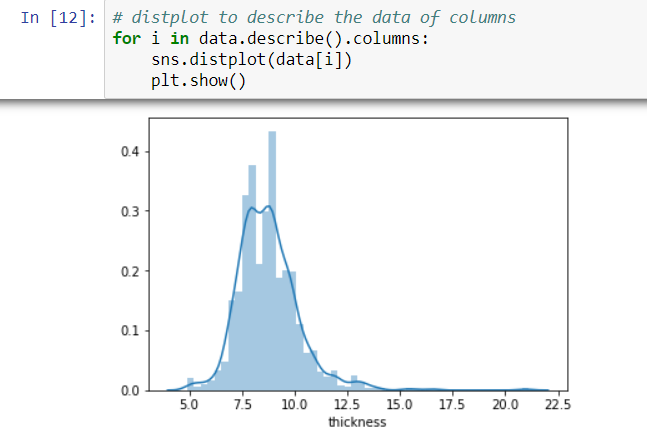 In [12]: # distplot to describe the data of columns
for i in data.describe().columns:
    sns.distplot(data[i])
    plt.show()
0.4
0.3
0.2
0.1
0.0
5.0 7.5 10.0 12.5 15.0 17.5 20.0 22.5
thickness